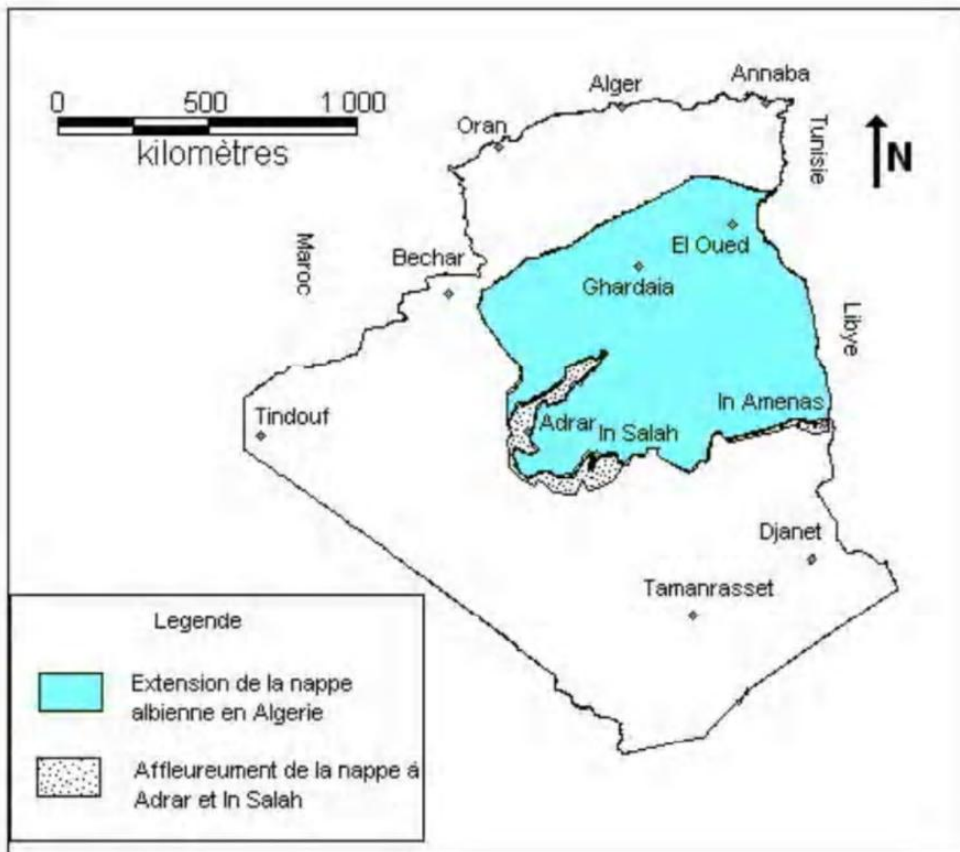 Annaba
Alger
0 500 1 000
Oran
kilomètres
Tunisie
N
Maroc
Bechar
El Oued
Ghardaia
Libye
In Amenas
Tindouf
Adrar
In Salah
Djanet
Tamanrasset
Legende
Extension de la nappe
albienne en Algerie
Affleureument de la nappe à
Adrar et In Salah